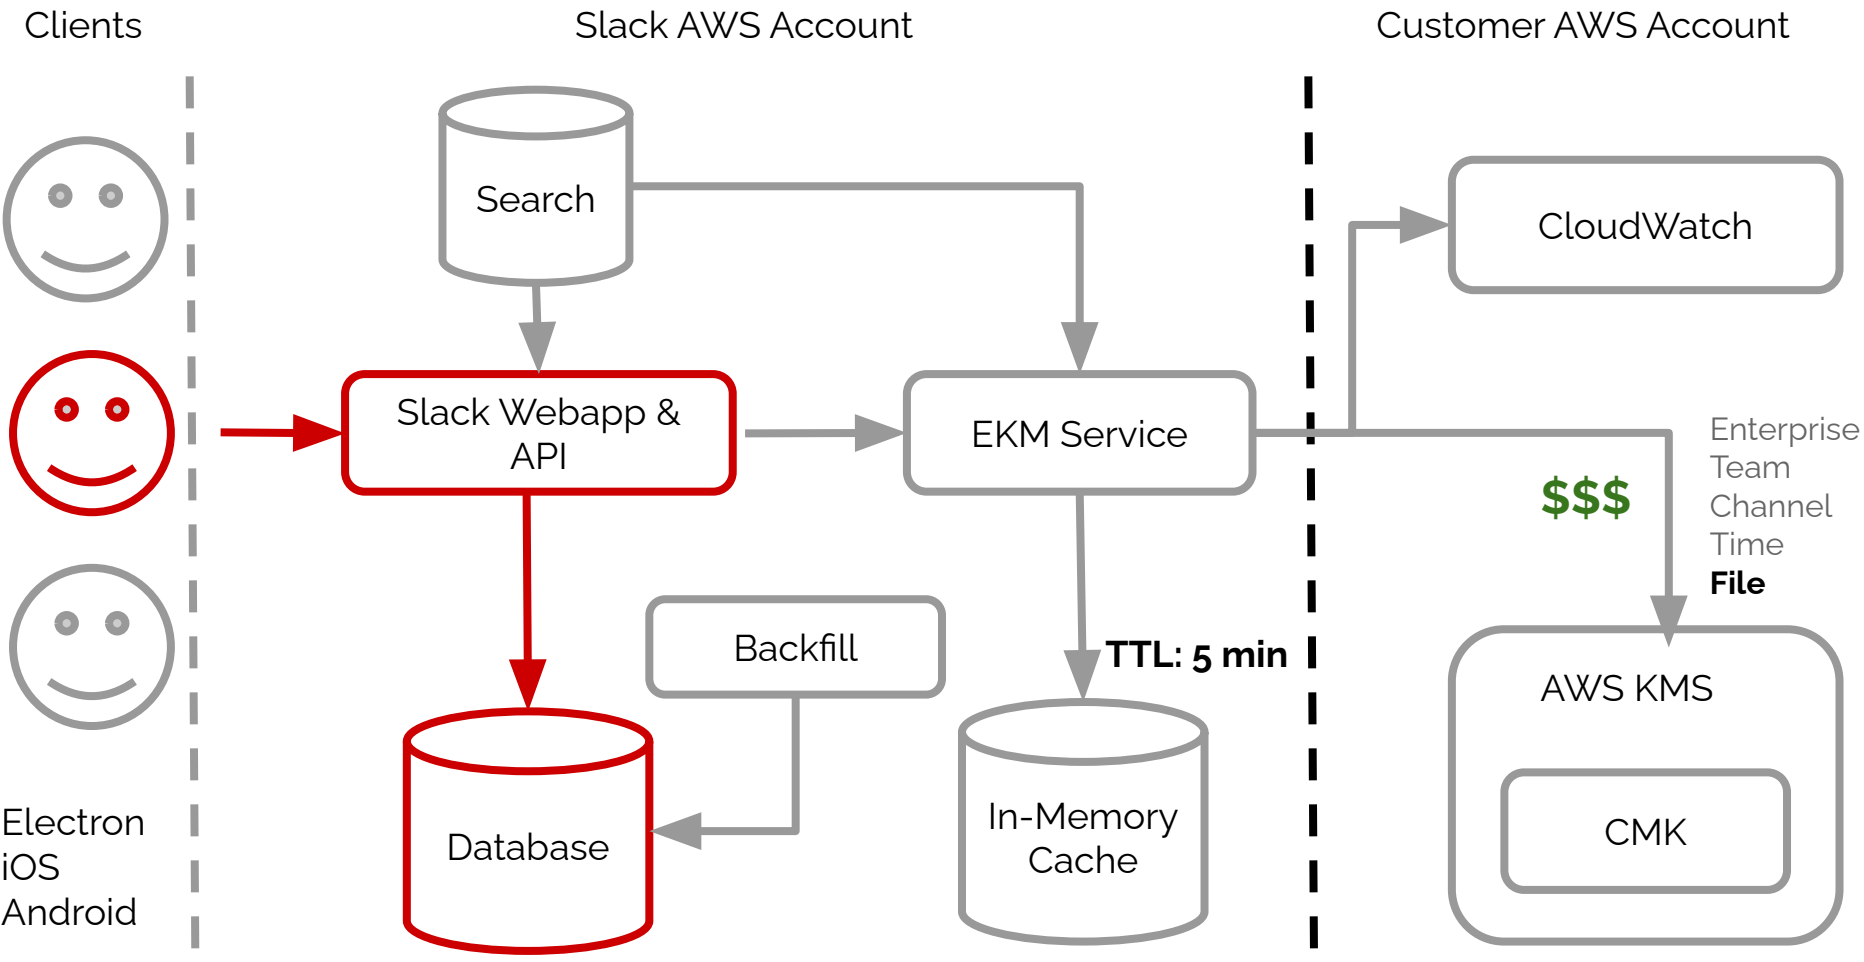 Clients
Slack AWS Account
Customer AWS Account
Search
CloudWatch
Slack Webapp &
API
EKM Service
Enterprise
Team
Channel
Time
File
$$$
Backfill
TTL: 5 min
AWS KMS
Electron
iOS
Android
Database
In-Memory
Cache
CMK